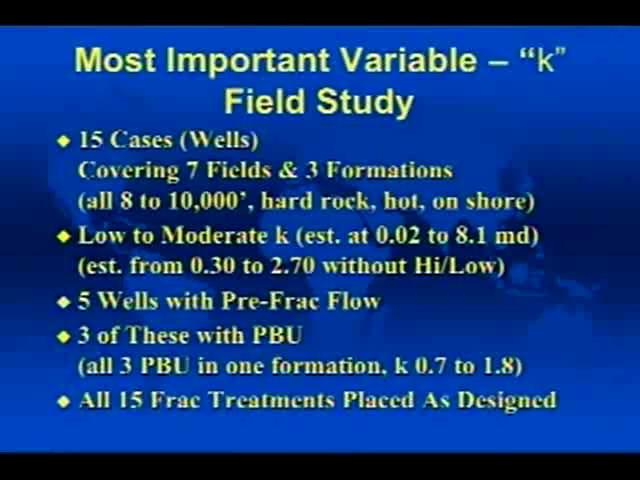 Most Important Variable – “k”
Field Study
15 Cases (Wells)
Covering 7 Fields & 3 Formations
(all 8 to 10,000’, hard rock, hot, on shore)
Low to Moderate k (est. at 0.02 to 8.1 md)
(est. from 0.30 to 2.70 without Hi/Low)
5 Wells with Pre-Frac Flow
3 of These with PBU
(all 3 PBU in one formation, k 0.7 to 1.8)
All 15 Frac Treatments Placed As Designed